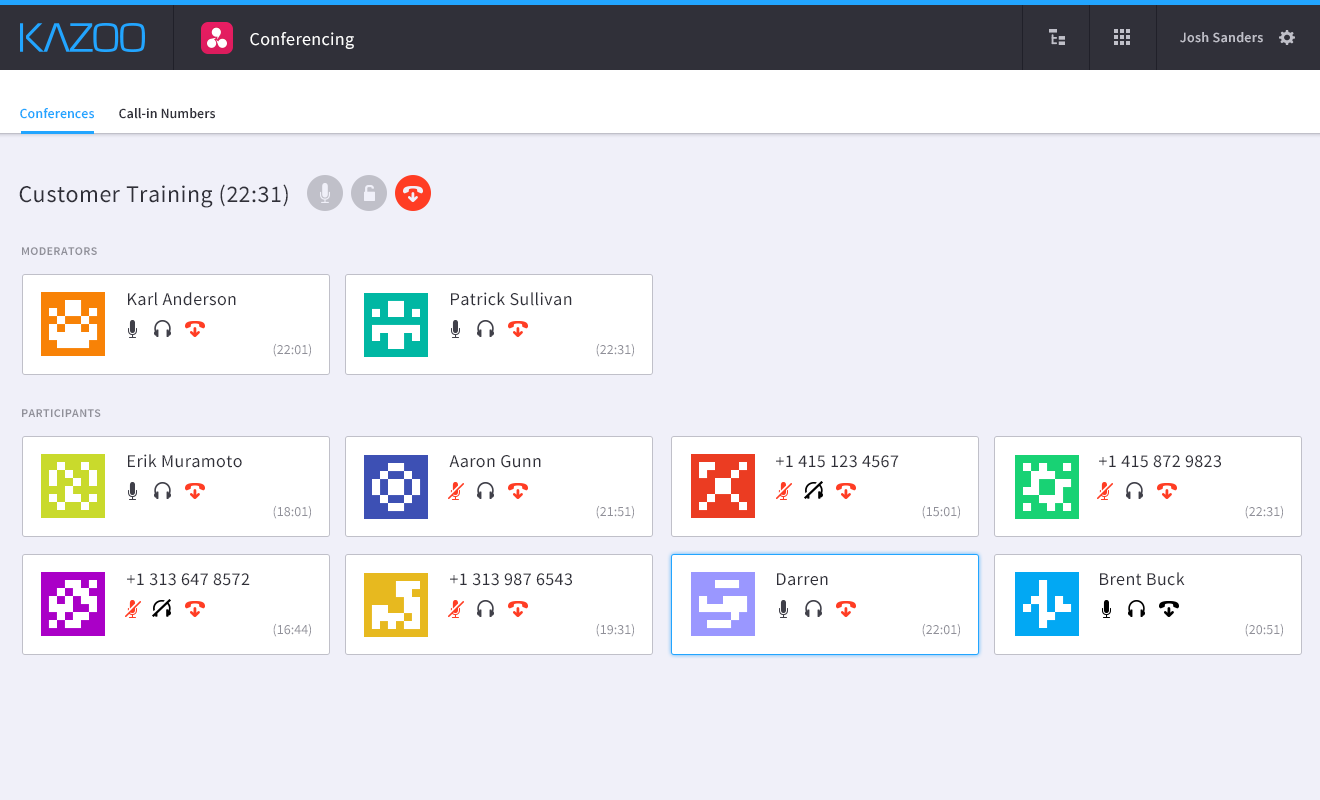 KAZOO
Conferencing
Josh Sanders
Conferences
Call-in Numbers
Customer Training (22:31)
MODERATORS
Karl Anderson
(22:01)
Patrick Sullivan
(22:31)
PARTICIPANTS
Erik Muramoto
(18:01)
Aaron Gunn
(21:51)
+1 415 123 4567
(15:01)
+1 415 872 9823
(22:31)
+1 313 647 8572
(16:44)
+1 313 987 6543
(19:31)
Darren
(22:01)
Brent Buck
(20:51)